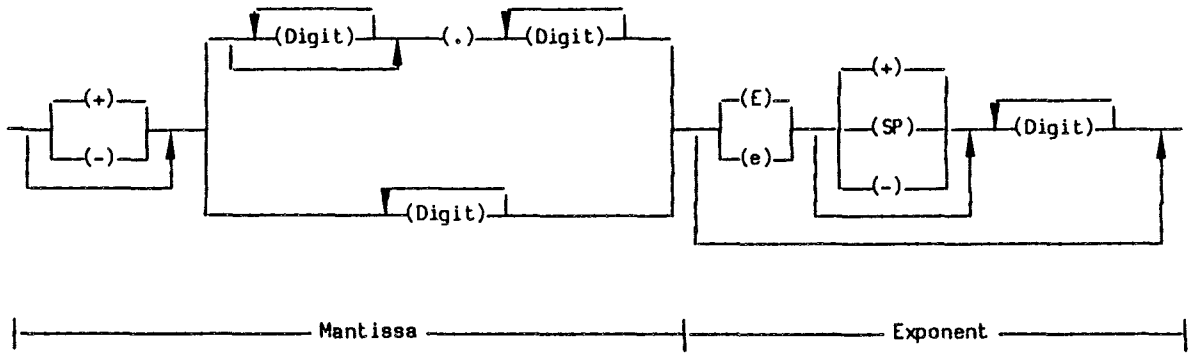 (Digit) (.) (Digit)
(+) (E) (+)
(-) (e) (SP) (Digit)
(-)
(Digit)
Mantissa Exponent